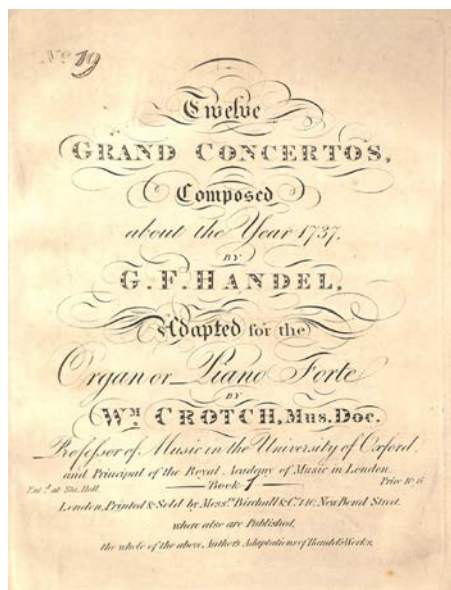 No. 19
Twelve
GRAND CONCERTOS,
Composed
about the Year 1737.
BY
G. F. HANDEL,
Adapted for the
Organ or Piano Forte
BY
WM. CROTCH, Mus. Doc.
Professor of Music in the University of Oxford.
and Principal of the Royal Academy of Music in London.
Ent.d at Sta. Hall. Book 1 Price
London, Printed & Sold by Messrs. Birchall & Co. 140, New Bond Street.
where also are Published,
the whole of the above Author's Adaptations of Handel's Works.